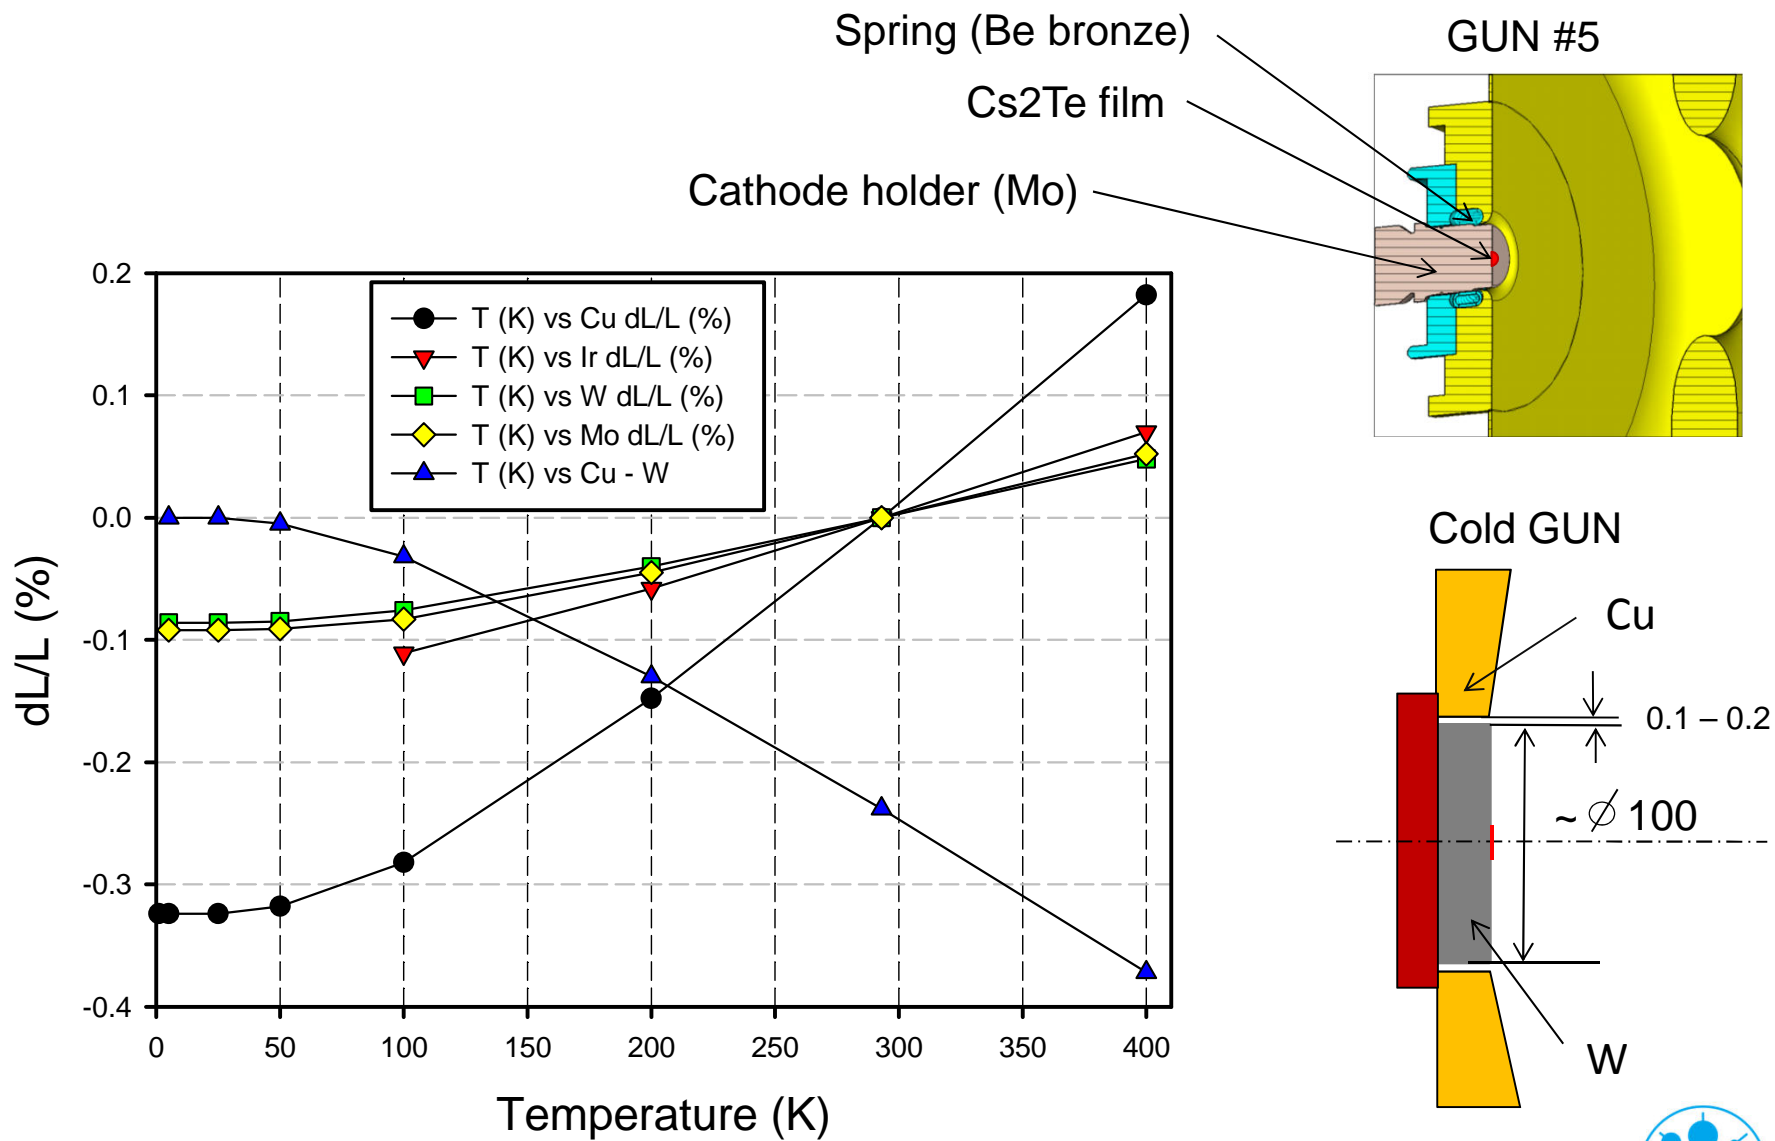 Spring (Be bronze)
GUN #5
Cs2Te film
Cathode holder (Mo)
0.2
0.1
0.0
-0.1
-0.2
-0.3
-0.4
dL/L (%)
T (K) vs Cu dL/L (%)
T (K) vs Ir dL/L (%)
T (K) vs W dL/L (%)
T (K) vs Mo dL/L (%)
T (K) vs Cu - W
0 50 100 150 200 250 300 350 400
Temperature (K)
Cold GUN
Cu
0.1 – 0.2
~ ∅ 100
W